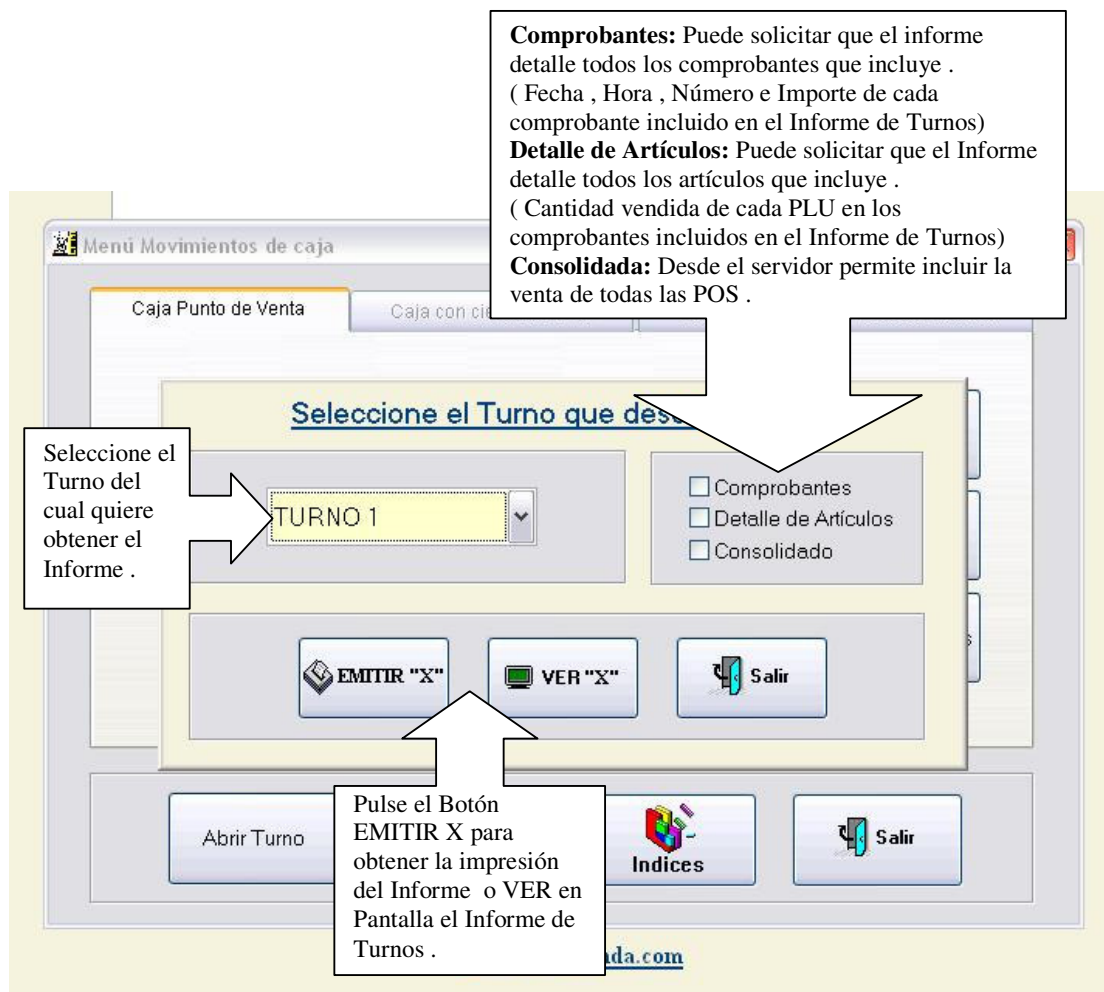 Comprobantes: Puede solicitar que el informe
detalle todos los comprobantes que incluye .
( Fecha , Hora , Número e Importe de cada
comprobante incluido en el Informe de Turnos)
Detalle de Artículos: Puede solicitar que el Informe
detalle todos los artículos que incluye .
( Cantidad vendida de cada PLU en los
comprobantes incluidos en el Informe de Turnos)
Consolidada: Desde el servidor permite incluir la
venta de todas las POS .
Menú Movimientos de caja
Caja Punto de Venta
Caja con
Seleccione el Turno que
Seleccione el
Turno del
cual quiere
obtener el
Informe .
TURNO 1
Comprobantes
Detalle de Artículos
Consolidado
EMITIR "X"
VER "X"
Salir
Pulse el Botón
EMITIR X para
obtener la impresión
del Informe o VER en
Pantalla el Informe de
Turnos .
Abrir Turno
Indices
Salir
da.com